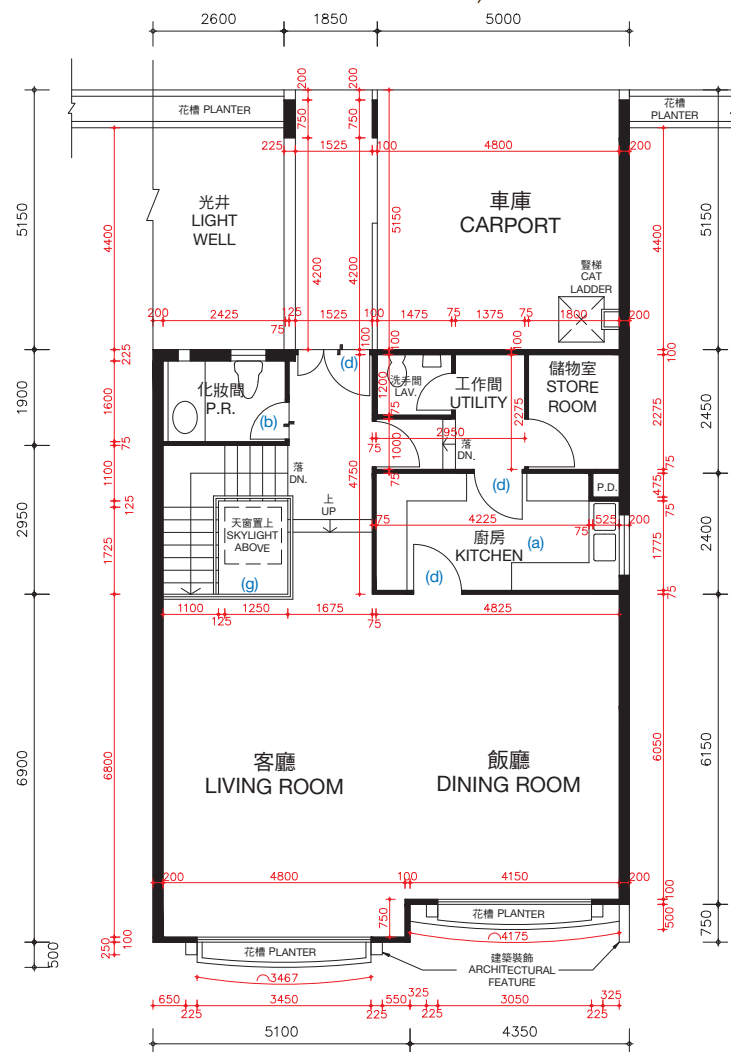 2600
1850
5000
花槽 PLANTER
花槽
PLANTER
200
750
200
750
225
1525
100
4800
200
光井
LIGHT
WELL
車庫
CARPORT
5150
4400
4200
4200
5150
4400
5150
豎梯
CAT
LADDER
200
2425
125
1525
100
1475
75
1375
75
1800
200
75
225
100
100
100
100
(d)
化妝間
P.R.
(b)
洗手間
LAV.
工作間
UTILITY
儲物室
STORE
ROOM
1900
1600
1200
2275
2275
2450
75
75
2950
75
落
DN.
1000
75
75
1100
落
DN.
4750
(d)
P.D.
475
75
125
上
UP
2950
天窗置上
SKYLIGHT
ABOVE
75
4225
75
525
200
廚房
KITCHEN
(a)
1725
1775
2400
(g)
(d)
75
1100
125
1250
1675
75
4825
客廳
LIVING ROOM
飯廳
DINING ROOM
6900
6800
6050
6150
200
4800
100
4150
200
750
100
花槽 PLANTER
500
750
4175
500
250
100
花槽 PLANTER
建築裝飾
ARCHITECTURAL
FEATURE
3467
650
225
3450
225
550
325
225
3050
225
325
5100
4350